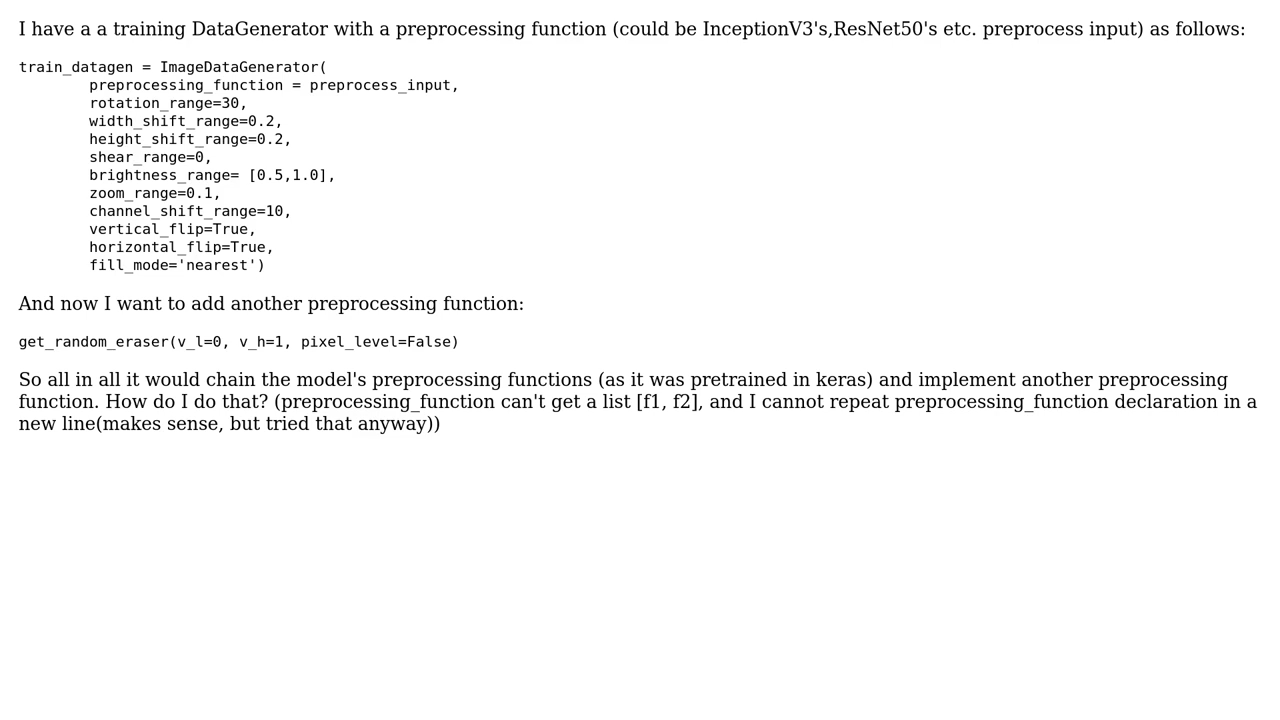 I have a a training DataGenerator with a preprocessing function (could be InceptionV3's,ResNet50's etc. preprocess input) as follows:
train_datagen = ImageDataGenerator(
        preprocessing_function = preprocess_input,
        rotation_range=30,
        width_shift_range=0.2,
        height_shift_range=0.2,
        shear_range=0,
        brightness_range= [0.5,1.0],
        zoom_range=0.1,
        channel_shift_range=10,
        vertical_flip=True,
        horizontal_flip=True,
        fill_mode='nearest')
And now I want to add another preprocessing function:
get_random_eraser(v_l=0, v_h=1, pixel_level=False)
So all in all it would chain the model's preprocessing functions (as it was pretrained in keras) and implement another preprocessing
function. How do I do that? (preprocessing_function can't get a list [f1, f2], and I cannot repeat preprocessing_function declaration in a
new line(makes sense, but tried that anyway))